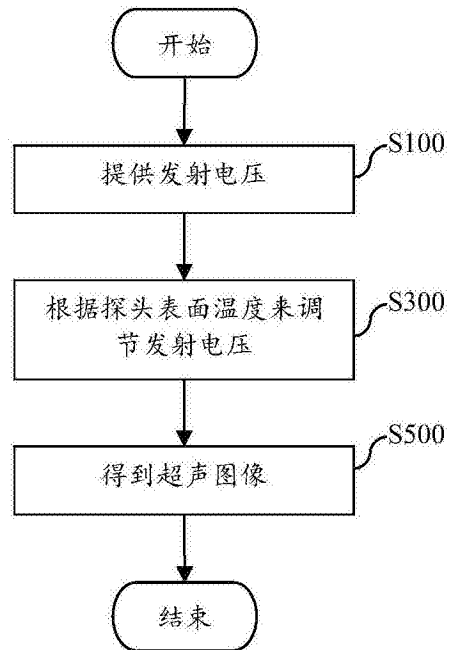 开始
S100
提供发射电压
S300
根据探头表面温度来调
节发射电压
S500
得到超声图像
结束